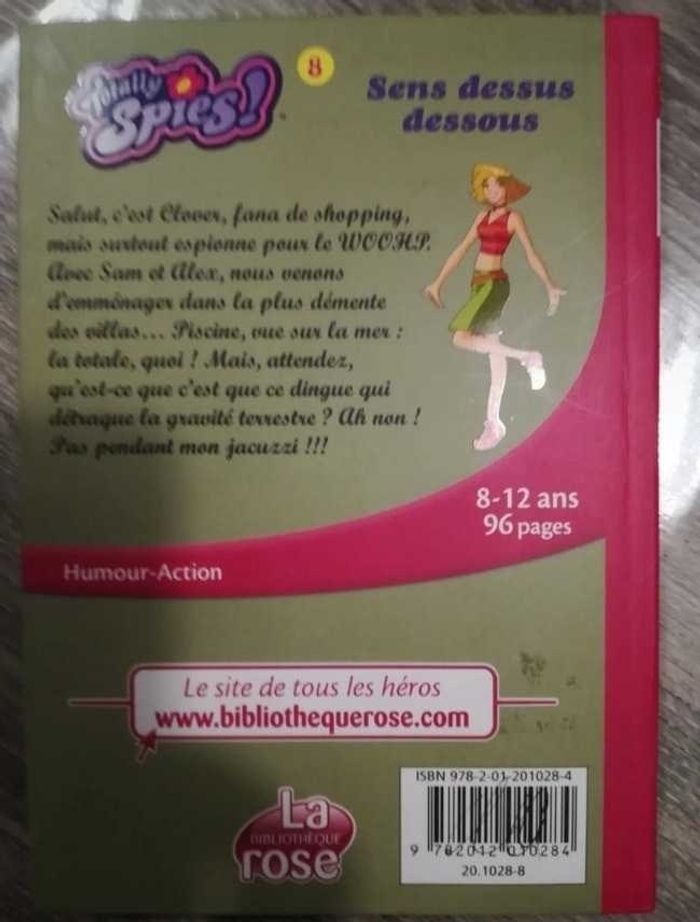 Totally Spies!
8
Sens dessus
dessous
Salut, c'est Clover, fana de shopping,
mais surtout espionne pour le WOOHP.
Avec Sam et Alex, nous venons
d'emménager dans la plus démente
des villas... Piscine, vue sur la mer :
la totale, quoi ! Mais, attendez,
qu'est-ce que c'est que ce dingue qui
détraque la gravité terrestre ? Ah non !
Pas pendant mon jacuzzi !!!
8-12 ans
96 pages
Humour-Action
Le site de tous les héros
www.bibliothequerose.com
ISBN 978-2-01-201028-4
9 782012 010284
20.1028-8
La
BIBLIOTHÈQUE
rose